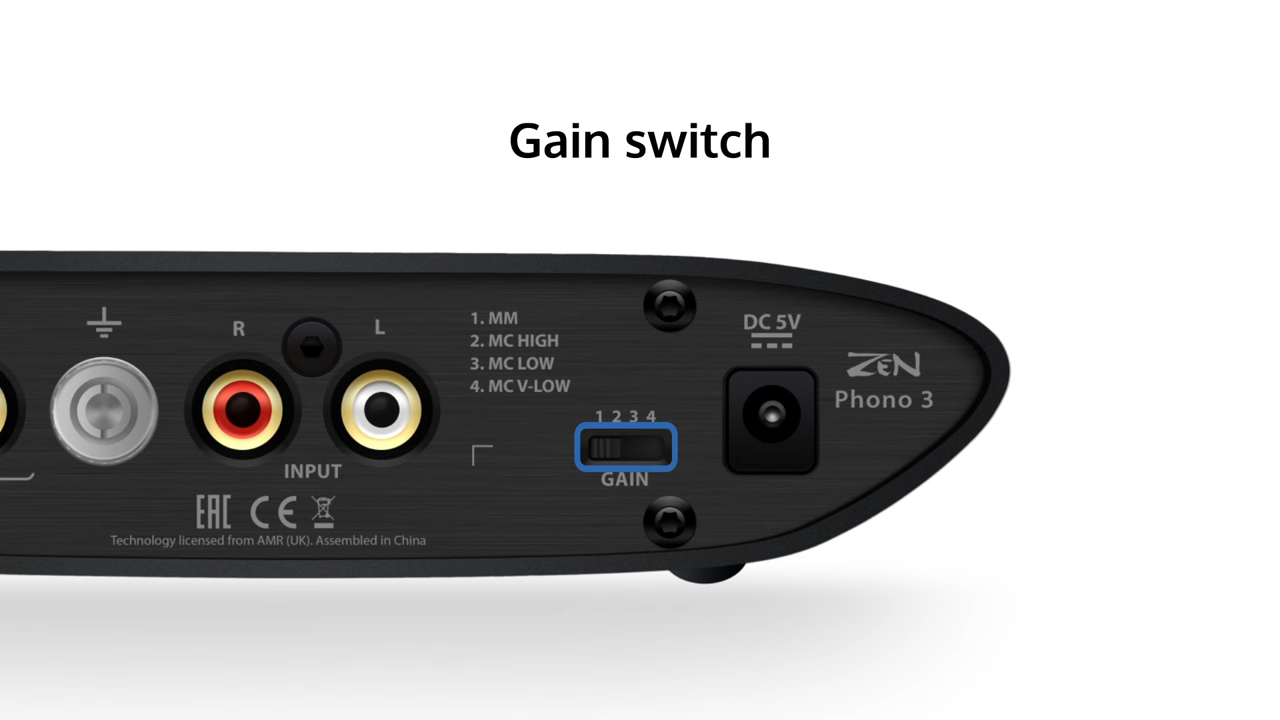 Gain switch
R
L
1. MM
2. MC HIGH
3. MC LOW
4. MC V-LOW
DC 5V
ZEN
Phono 3
1 2 3 4
INPUT
GAIN
EAC CE
Technology licensed from AMR (UK). Assembled in China